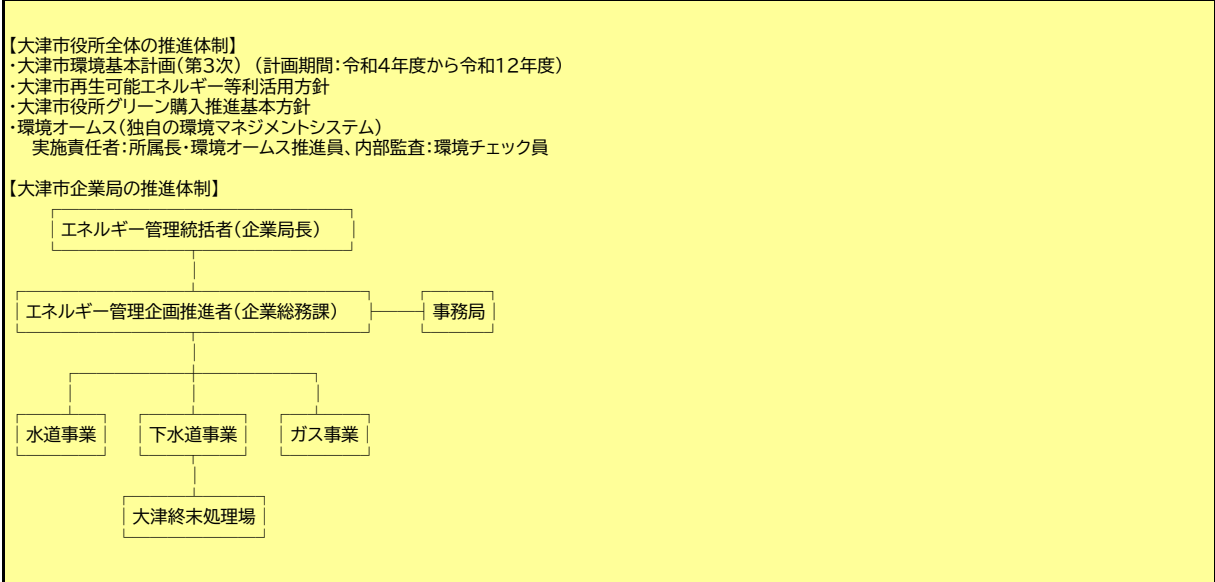 【大津市役所全体の推進体制】
・大津市環境基本計画(第3次) (計画期間:令和4年度から令和12年度)
・大津市再生可能エネルギー等利活用方針
・大津市役所グリーン購入推進基本方針
・環境オームス(独自の環境マネジメントシステム)
実施責任者:所属長・環境オームス推進員、内部監査:環境チェック員
【大津市企業局の推進体制】
エネルギー管理統括者(企業局長)
エネルギー管理企画推進者(企業総務課) 事務局
水道事業 下水道事業 ガス事業
大津終末処理場